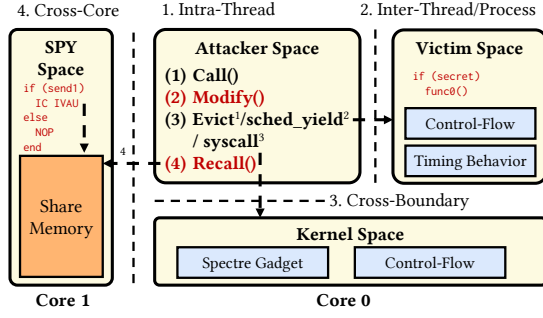 4. Cross-Core
1. Intra-Thread
2. Inter-Thread/Process
SPY
Space
if (send1)
IC IVAU
else
NOP
end
Share
Memory
Attacker Space
(1) Call()
(2) Modify()
(3) Evict¹/sched_yield²
/ syscall³
(4) Recall()
4
Victim Space
if (secret)
func0()
Control-Flow
Timing Behavior
3. Cross-Boundary
Kernel Space
Spectre Gadget
Control-Flow
Core 1
Core 0